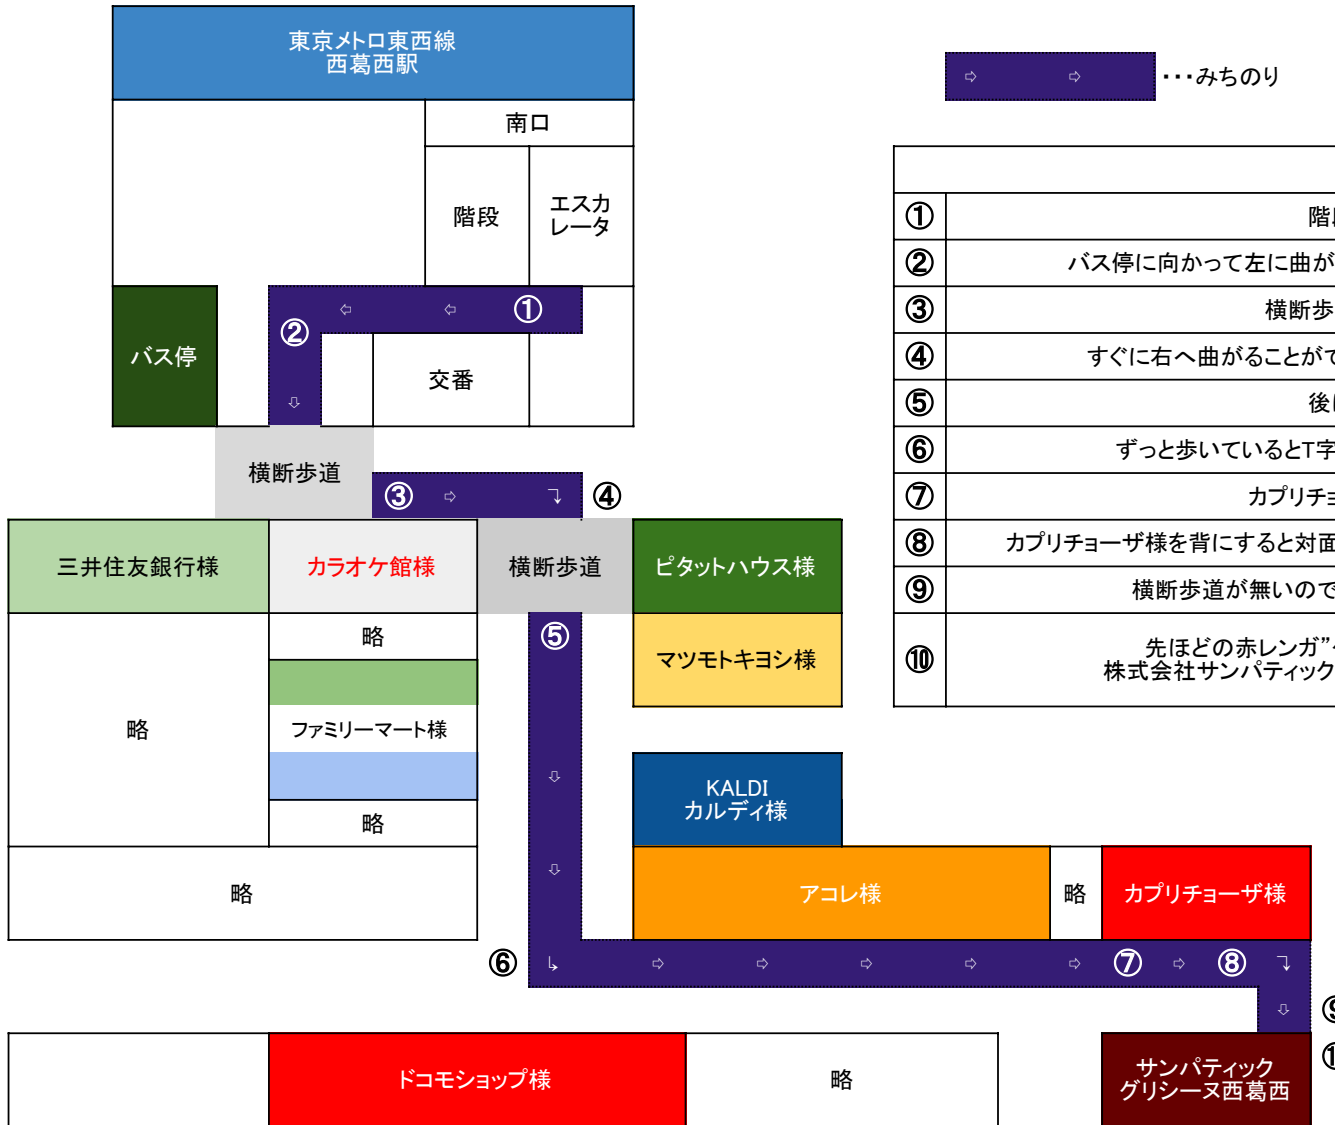 東京メトロ東西線
西葛西駅
⇨ ⇨ ・・・みちのり
南口
階段
エスカ
レータ
① 階
② バス停に向かって左に曲が
③ 横断歩
④ すぐに右へ曲がることが
⑤ 後
⑥ ずっと歩いているとT字
⑦ カプリチョ
⑧ カプリチョーザ様を背にすると対面
⑨ 横断歩道が無いので
⑩ 先ほどの赤レンガ”
株式会社サンパティック
①
②
バス停
交番
横断歩道
③
④
三井住友銀行様
カラオケ館様
横断歩道
ピタットハウス様
略
⑤
マツモトキヨシ様
略
ファミリーマート様
KALDI
カルディ様
略
略
アコレ様
略
カプリチョーザ様
⑥
⑦
⑧
ドコモショップ様
略
サンパティック
グリシーヌ西葛西